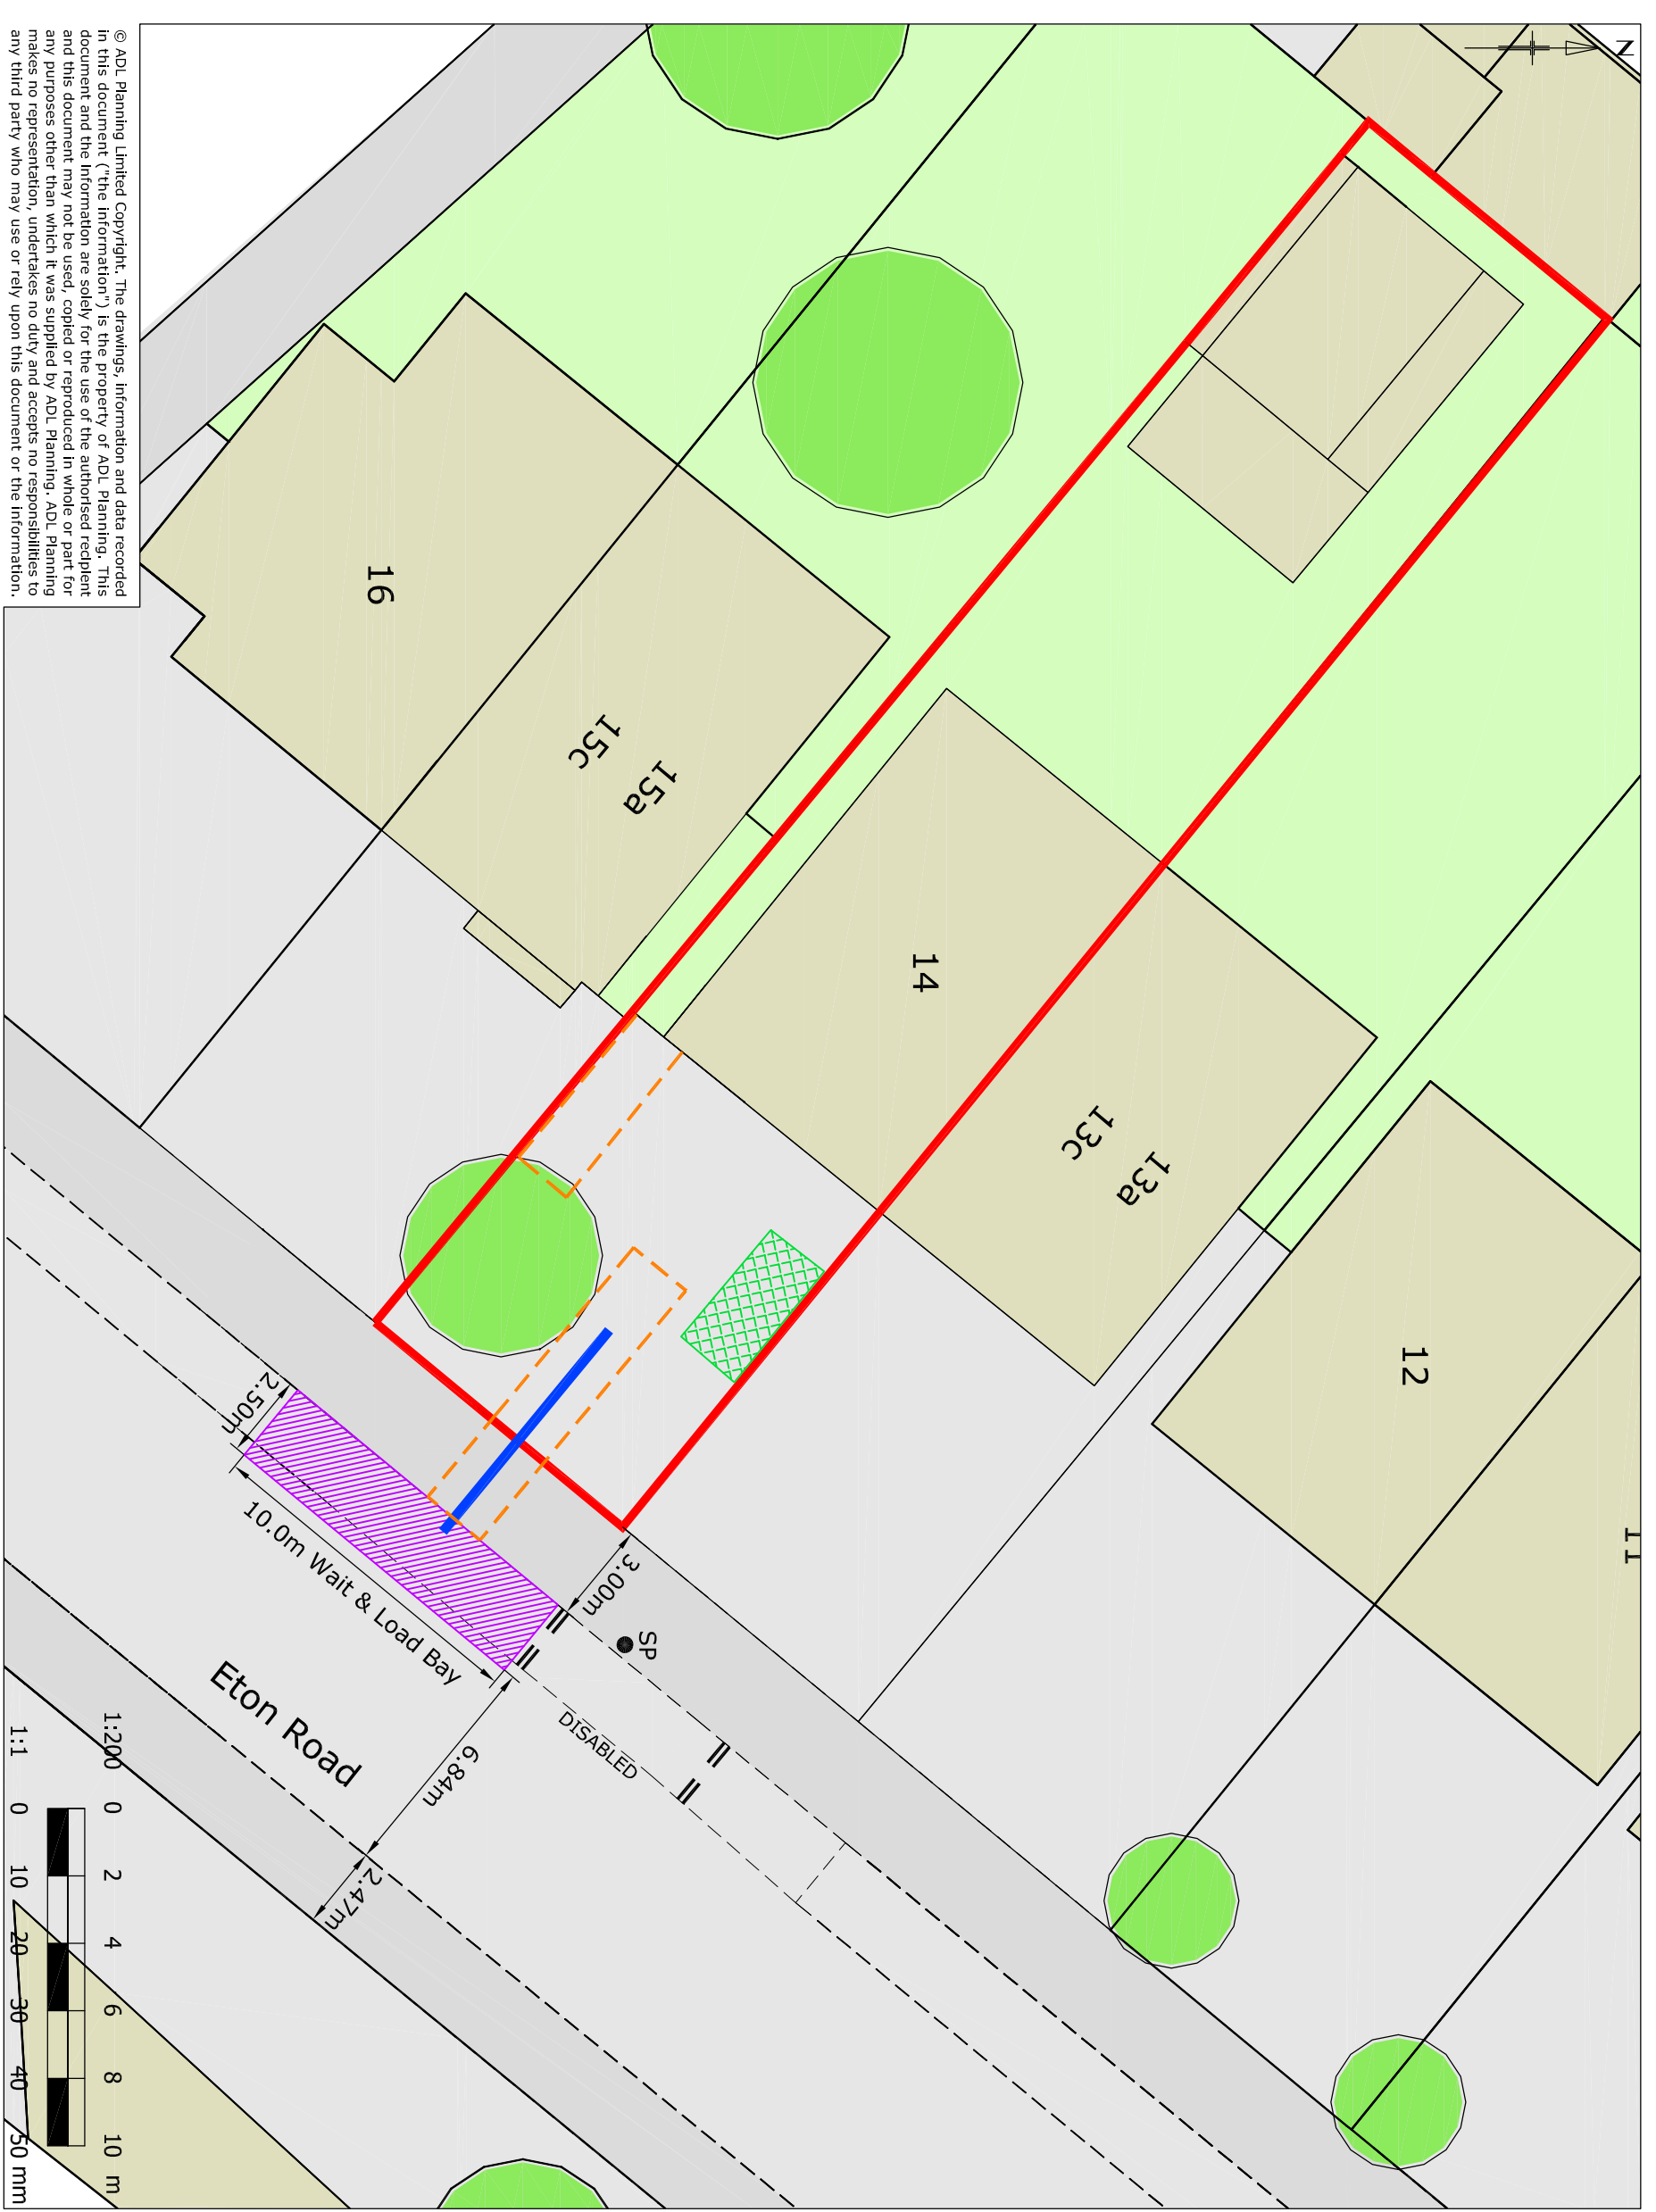 N
16
15c
15a
14
13c
13a
12
11
2.50m
10.0m Wait & Load Bay
3.00m
SP
DISABLED
6.84m
2.47m
Eton Road
1:200 0 2 4 6 8 10 m
1:1 0 10 20 30 40 50 mm
© ADL Planning Limited Copyright. The drawings, information and data recorded
in this document ("the information") is the property of ADL Planning. This
document and the information are solely for the use of the authorised recipient
and this document may not be used, copied or reproduced in whole or part for
any purposes other than which it was supplied by ADL Planning. ADL Planning
makes no representation, undertakes no duty and accepts no responsibilities to
any third party who may use or rely upon this document or the information.